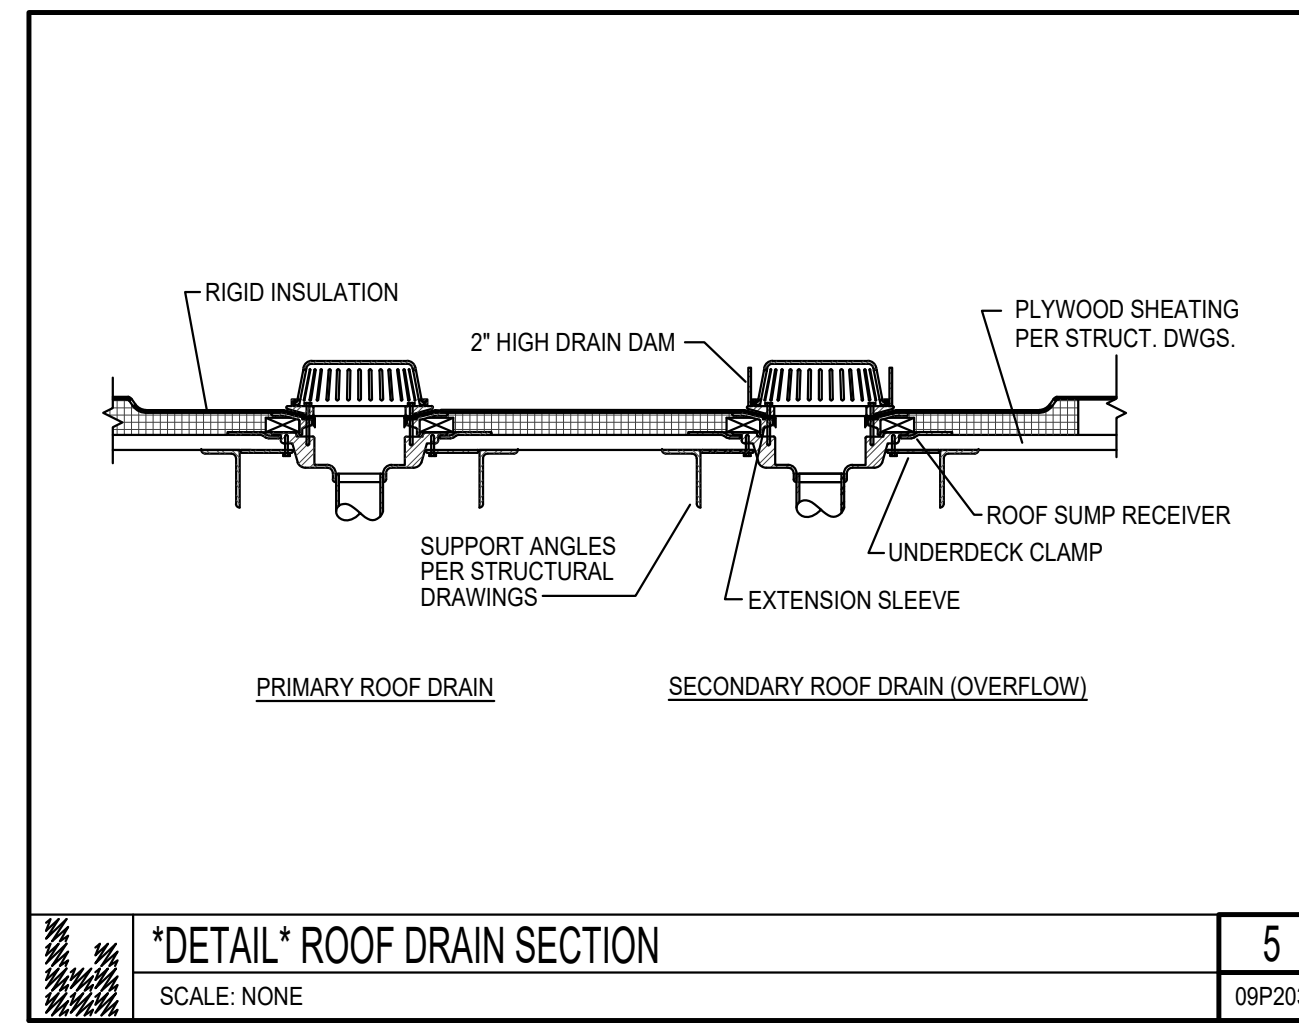 RIGID INSULATION
2" HIGH DRAIN DAM
PLYWOOD SHEATING
PER STRUCT. DWGS.
SUPPORT ANGLES
PER STRUCTURAL
DRAWINGS
ROOF SUMP RECEIVER
UNDERDECK CLAMP
EXTENSION SLEEVE
PRIMARY ROOF DRAIN
SECONDARY ROOF DRAIN (OVERFLOW)
*DETAIL* ROOF DRAIN SECTION
5
SCALE: NONE